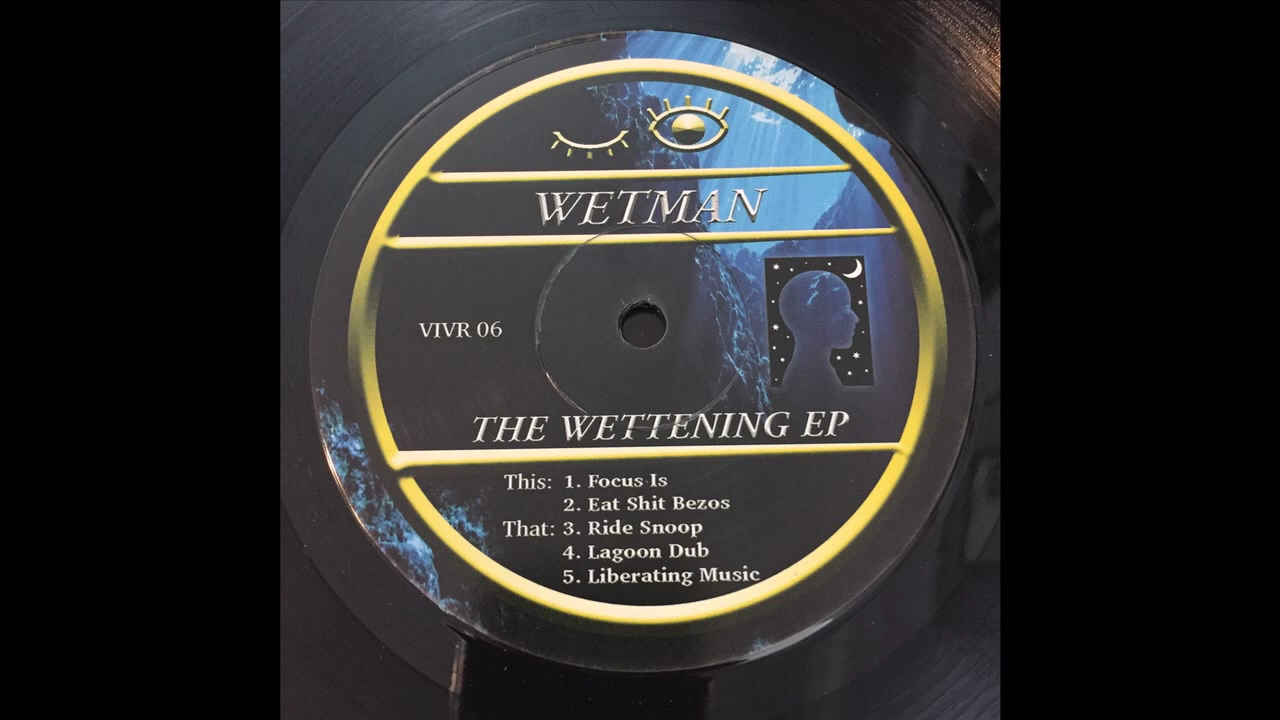 WETMAN
VIVR 06
THE WETTENING EP
This: 1. Focus Is
2. Eat Shit Bezos
That: 3. Ride Snoop
4. Lagoon Dub
5. Liberating Music